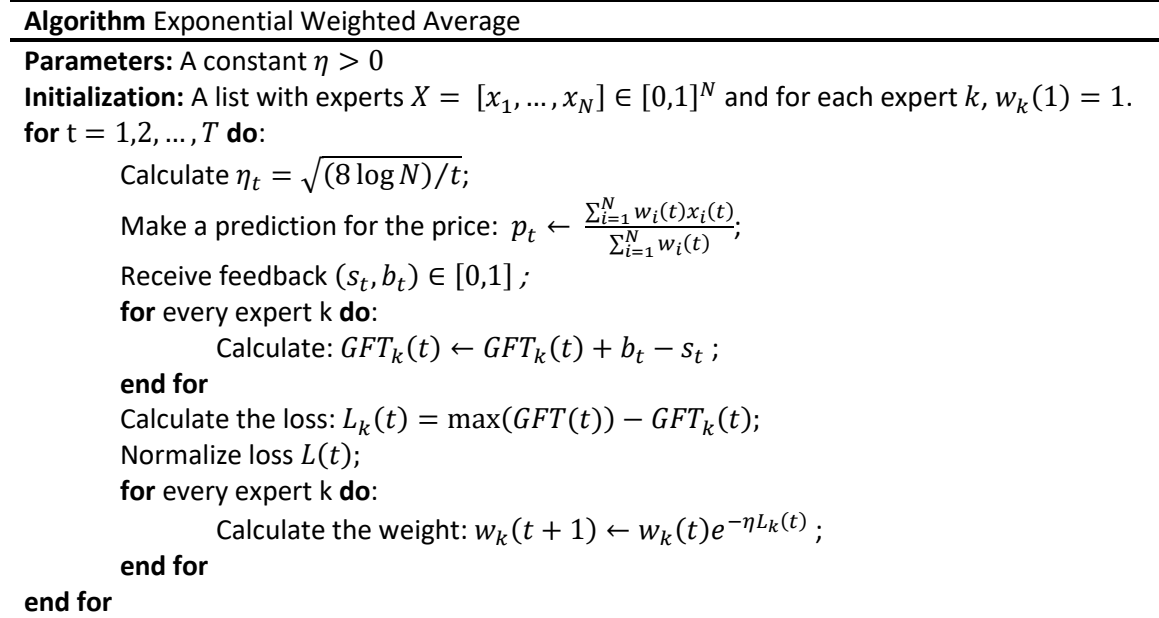 Algorithm Exponential Weighted Average
Parameters: A constant η > 0
Initialization: A list with experts X = [x₁, … , x_N] ∈ [0,1]^N and for each expert k, w_k(1) = 1.
for t = 1,2, … , T do:
Calculate η_t = √((8 log N)/t);
Make a prediction for the price: p_t ← (∑_{i=1}^N w_i(t)x_i(t))/(∑_{i=1}^N w_i(t));
Receive feedback (s_t, b_t) ∈ [0,1] ;
for every expert k do:
Calculate: GFT_k(t) ← GFT_k(t) + b_t − s_t ;
end for
Calculate the loss: L_k(t) = max(GFT(t)) − GFT_k(t);
Normalize loss L(t);
for every expert k do:
Calculate the weight: w_k(t + 1) ← w_k(t)e^{−ηL_k(t)} ;
end for
end for